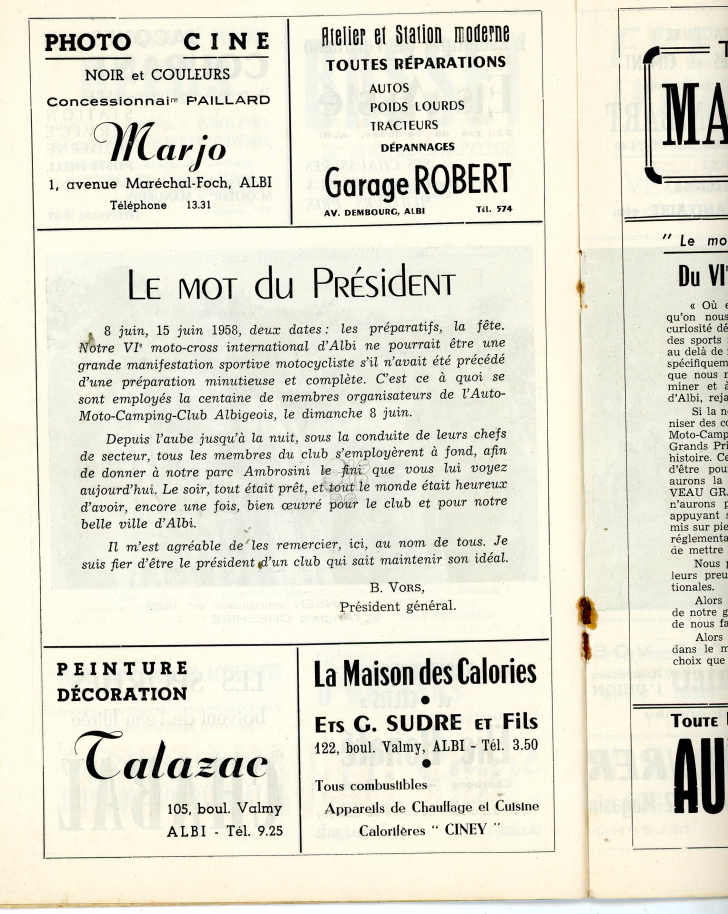 PHOTO CINE
NOIR et COULEURS
Concessionnaire PAILLARD
Marjo
1, avenue Maréchal-Foch, ALBI
Téléphone 13.31
Atelier et Station moderne
TOUTES RÉPARATIONS
AUTOS
POIDS LOURDS
TRACTEURS
DÉPANNAGES
Garage ROBERT
AV. DEMBOURG, ALBI Tél. 574
LE MOT du PRÉSIDENT
8 juin, 15 juin 1958, deux dates : les préparatifs, la fête.
Notre VIe moto-cross international d'Albi ne pourrait être une
grande manifestation sportive motocycliste s'il n'avait été précédé
d'une préparation minutieuse et complète. C'est ce à quoi se
sont employés la centaine de membres organisateurs de l'Auto-
Moto-Camping-Club Albigeois, le dimanche 8 juin.
Depuis l'aube jusqu'à la nuit, sous la conduite de leurs chefs
de secteur, tous les membres du club s'employèrent à fond, afin
de donner à notre parc Ambrosini le fini que vous lui voyez
aujourd'hui. Le soir, tout était prêt, et tout le monde était heureux
d'avoir, encore une fois, bien œuvré pour le club et pour notre
belle ville d'Albi.
Il m'est agréable de les remercier, ici, au nom de tous. Je
suis fier d'être le président d'un club qui sait maintenir son idéal.
B. VORS,
Président général.
PEINTURE
DÉCORATION
Talazac
105, boul. Valmy
ALBI - Tél. 9.25
La Maison des Calories
ETS G. SUDRE ET FILS
122, boul. Valmy, ALBI - Tél. 3.50
Tous combustibles
Appareils de Chauffage et Cuisine
Calorifères " CINEY "
MA
" Le mo
Du VIe
« Où e
qu'on nous
curiosité dé
des sports
au delà de
spécifiquem
que nous
miner et à
d'Albi, reja
Si la n
niser des co
Moto-Camp
Grands Pri
histoire. Ce
d'être pou
aurons la
VEAU GRA
n'aurons p
appuyant s
mis sur pie
réglementa
de mettre
Nous p
leurs preu
tionales.
Alors
de notre g
de nous fa
Alors
dans le m
choix que
TOUTE
AU